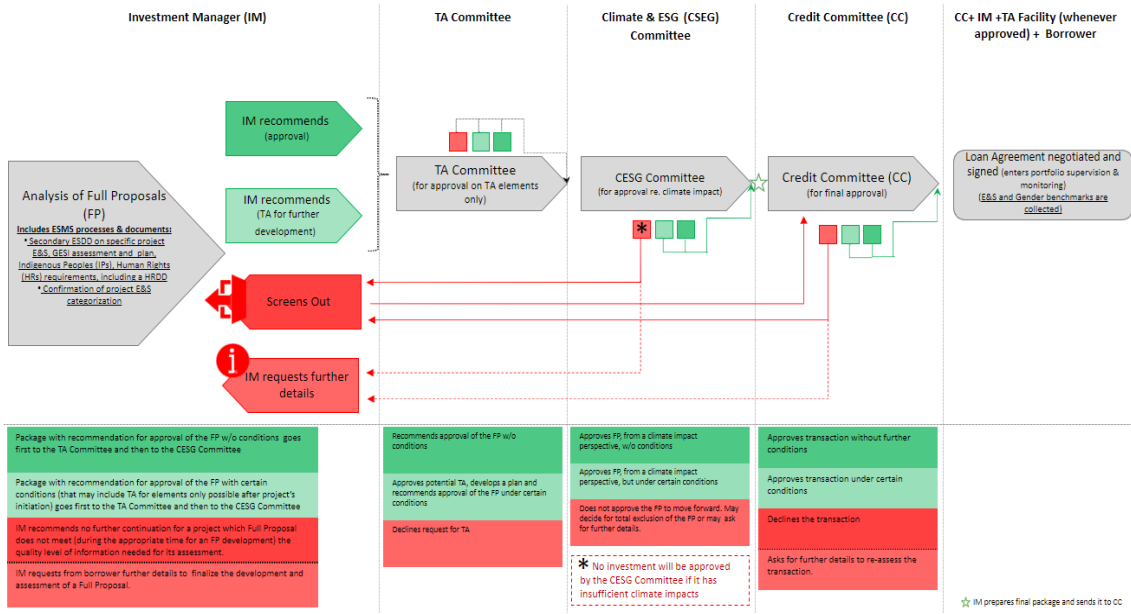 Investment Manager (IM)
TA Committee
Climate & ESG (CSEG)
Committee
Credit Committee (CC)
CC+ IM +TA Facility (whenever
approved) + Borrower
IM recommends
(approval)
IM recommends
(TA for further
development)
Analysis of Full Proposals
(FP)
Includes ESMS processes & documents:
• Secondary ESDD on specific project
E&S, GESI assessment and plan,
Indigenous Peoples (IPs), Human Rights
(HRs) requirements, including a HRDD
• Confirmation of project E&S
categorization
TA Committee
(for approval on TA elements
only)
CESG Committee
(for approval re. climate impact)
Credit Committee (CC)
(for final approval)
Loan Agreement negotiated and
signed (enters portfolio supervision &
monitoring)
(E&S and Gender benchmarks are
collected)
*
Screens Out
i
IM requests further
details
Package with recommendation for approval of the FP w/o conditions goes
first to the TA Committee and then to the CESG Committee
Package with recommendation for approval of the FP with certain
conditions (that may include TA for elements only possible after project's
initiation) goes first to the TA Committee and then to the CESG Committee
IM recommends no further continuation for a project which Full Proposal
does not meet (during the appropriate time for an FP development) the
quality level of information needed for its assessment.
IM requests from borrower further details to finalize the development and
assessment of a Full Proposal.
Recommends approval of the FP w/o
conditions
Approves potential TA, develops a plan and
recommends approval of the FP under certain
conditions
Declines request for TA
Approves FP, from a climate impact
perspective, w/o conditions
Approves FP, from a climate impact
perspective, but under certain conditions
Does not approve the FP to move forward. May
decide for total exclusion of the FP or may ask
for further details.
* No investment will be approved
by the CESG Committee if it has
insufficient climate impacts
Approves transaction without further
conditions
Approves transaction under certain
conditions
Declines the transaction
Asks for further details to re-assess the
transaction.
IM prepares final package and sends it to CC